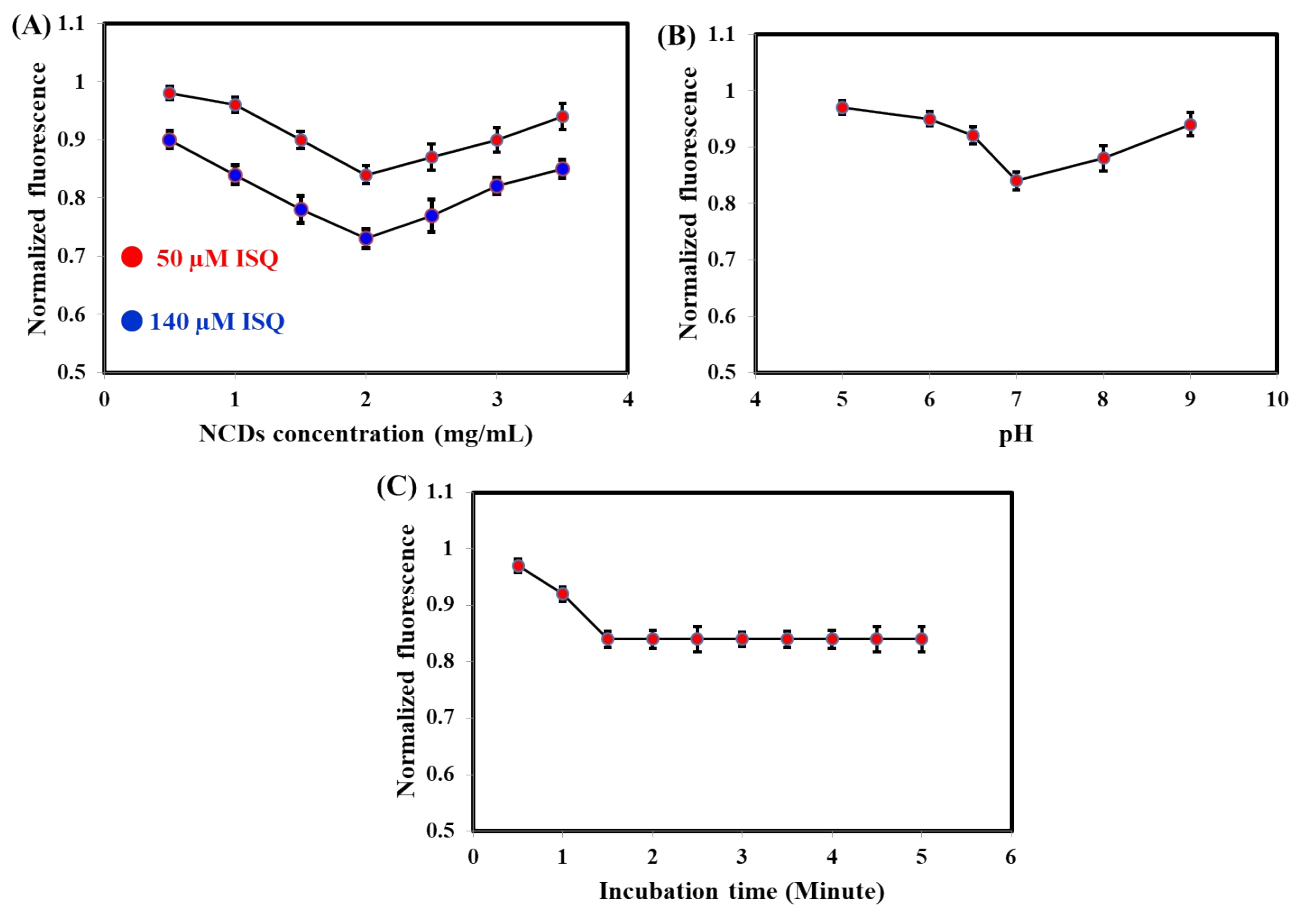 (A)
Normalized fluorescence
1.1
1
0.9
0.8
0.7
0.6
0.5
50 µM ISQ
140 µM ISQ
0 1 2 3 4
NCDs concentration (mg/mL)
(B)
Normalized fluorescence
1.1
1
0.9
0.8
0.7
0.6
0.5
4 5 6 7 8 9 10
pH
(C)
Normalized fluorescence
1.1
1
0.9
0.8
0.7
0.6
0.5
0 1 2 3 4 5 6
Incubation time (Minute)